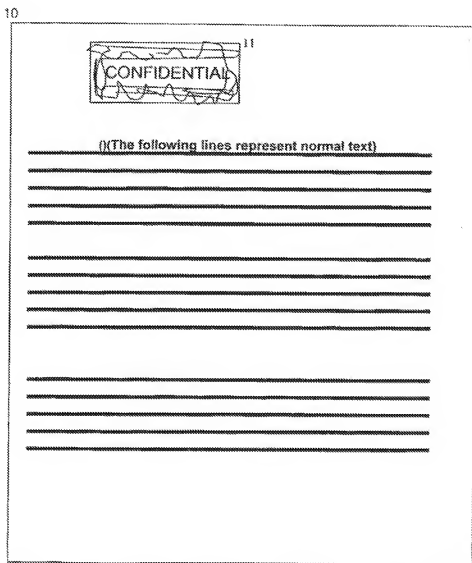 10
11
CONFIDENTIAL
()(The following lines represent normal text)